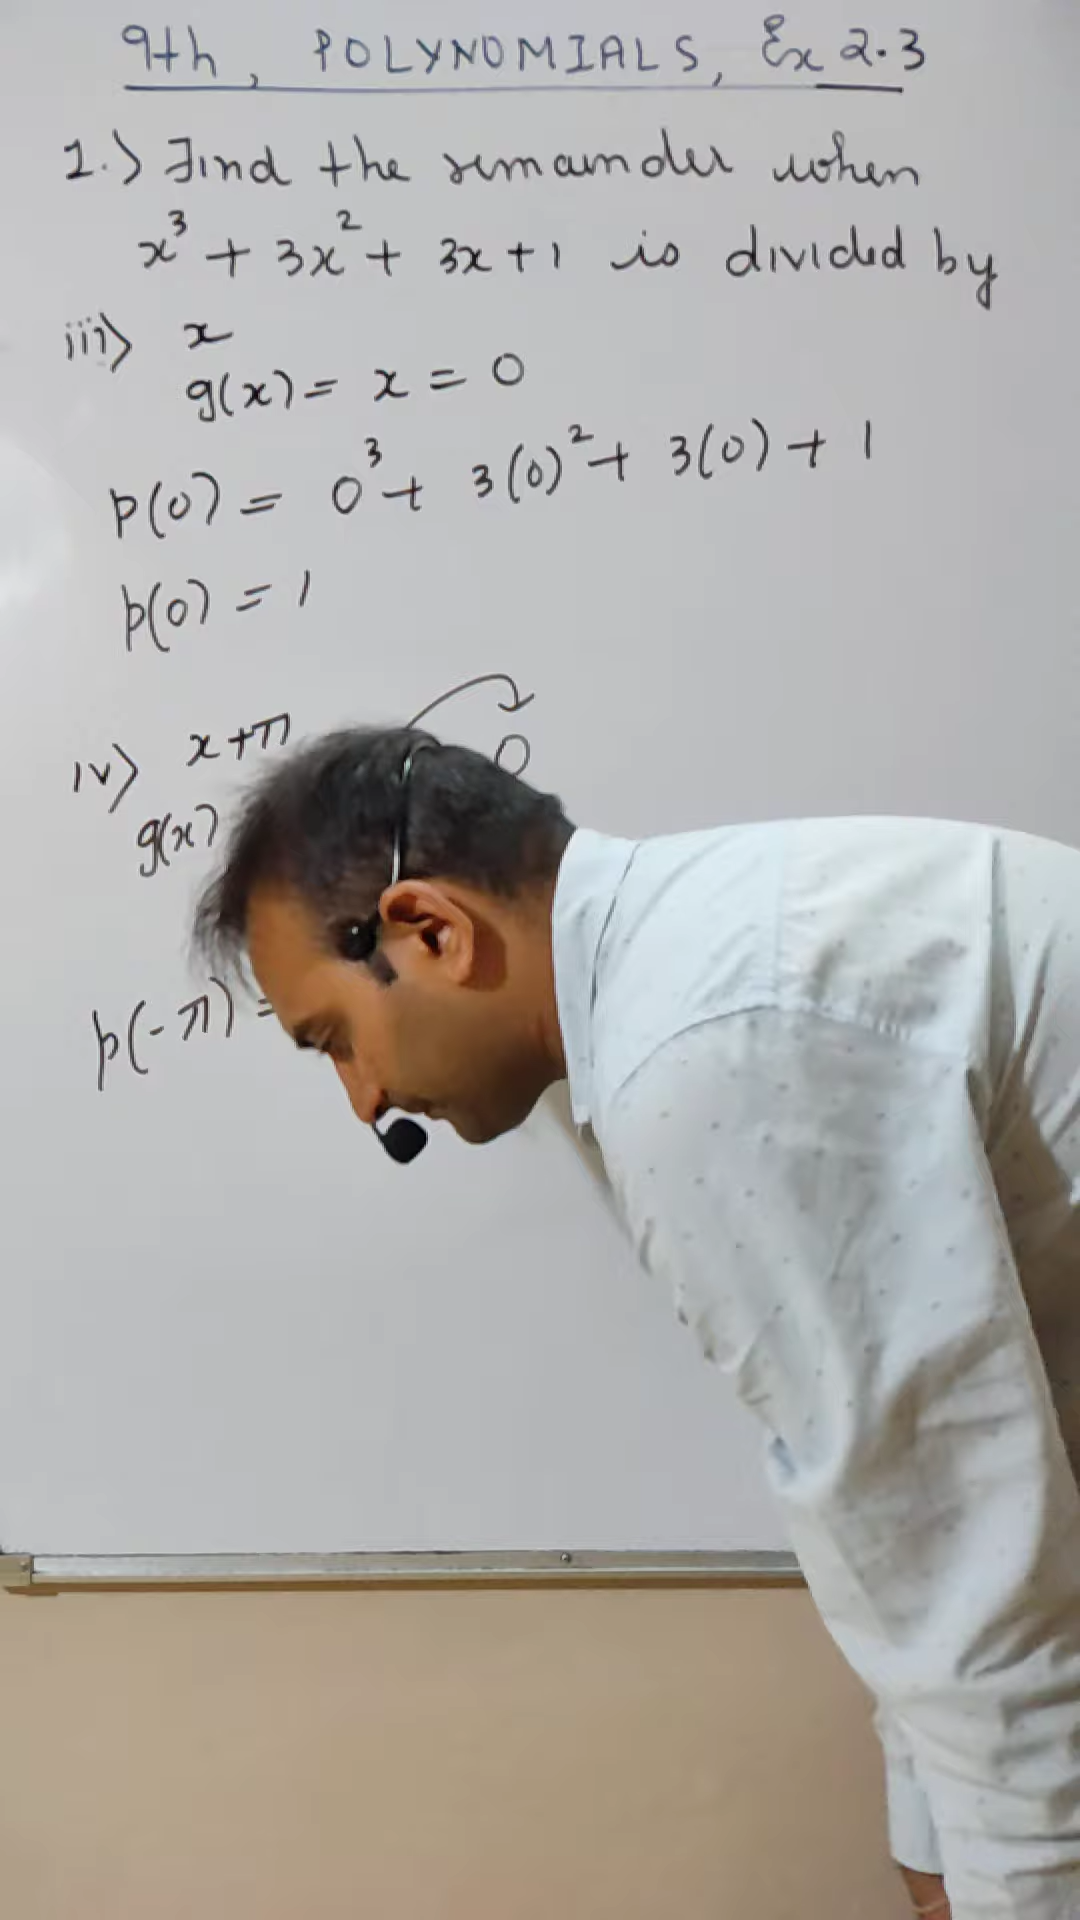 9th, POLYNOMIALS, Ex 2.3
1.) Find the remainder when
x³ + 3x² + 3x + 1 is divided by
iii) x
g(x) = x = 0
p(0) = 0³ + 3(0)² + 3(0) + 1
p(0) = 1
iv) x+π
g(x) 0
p(-π) =